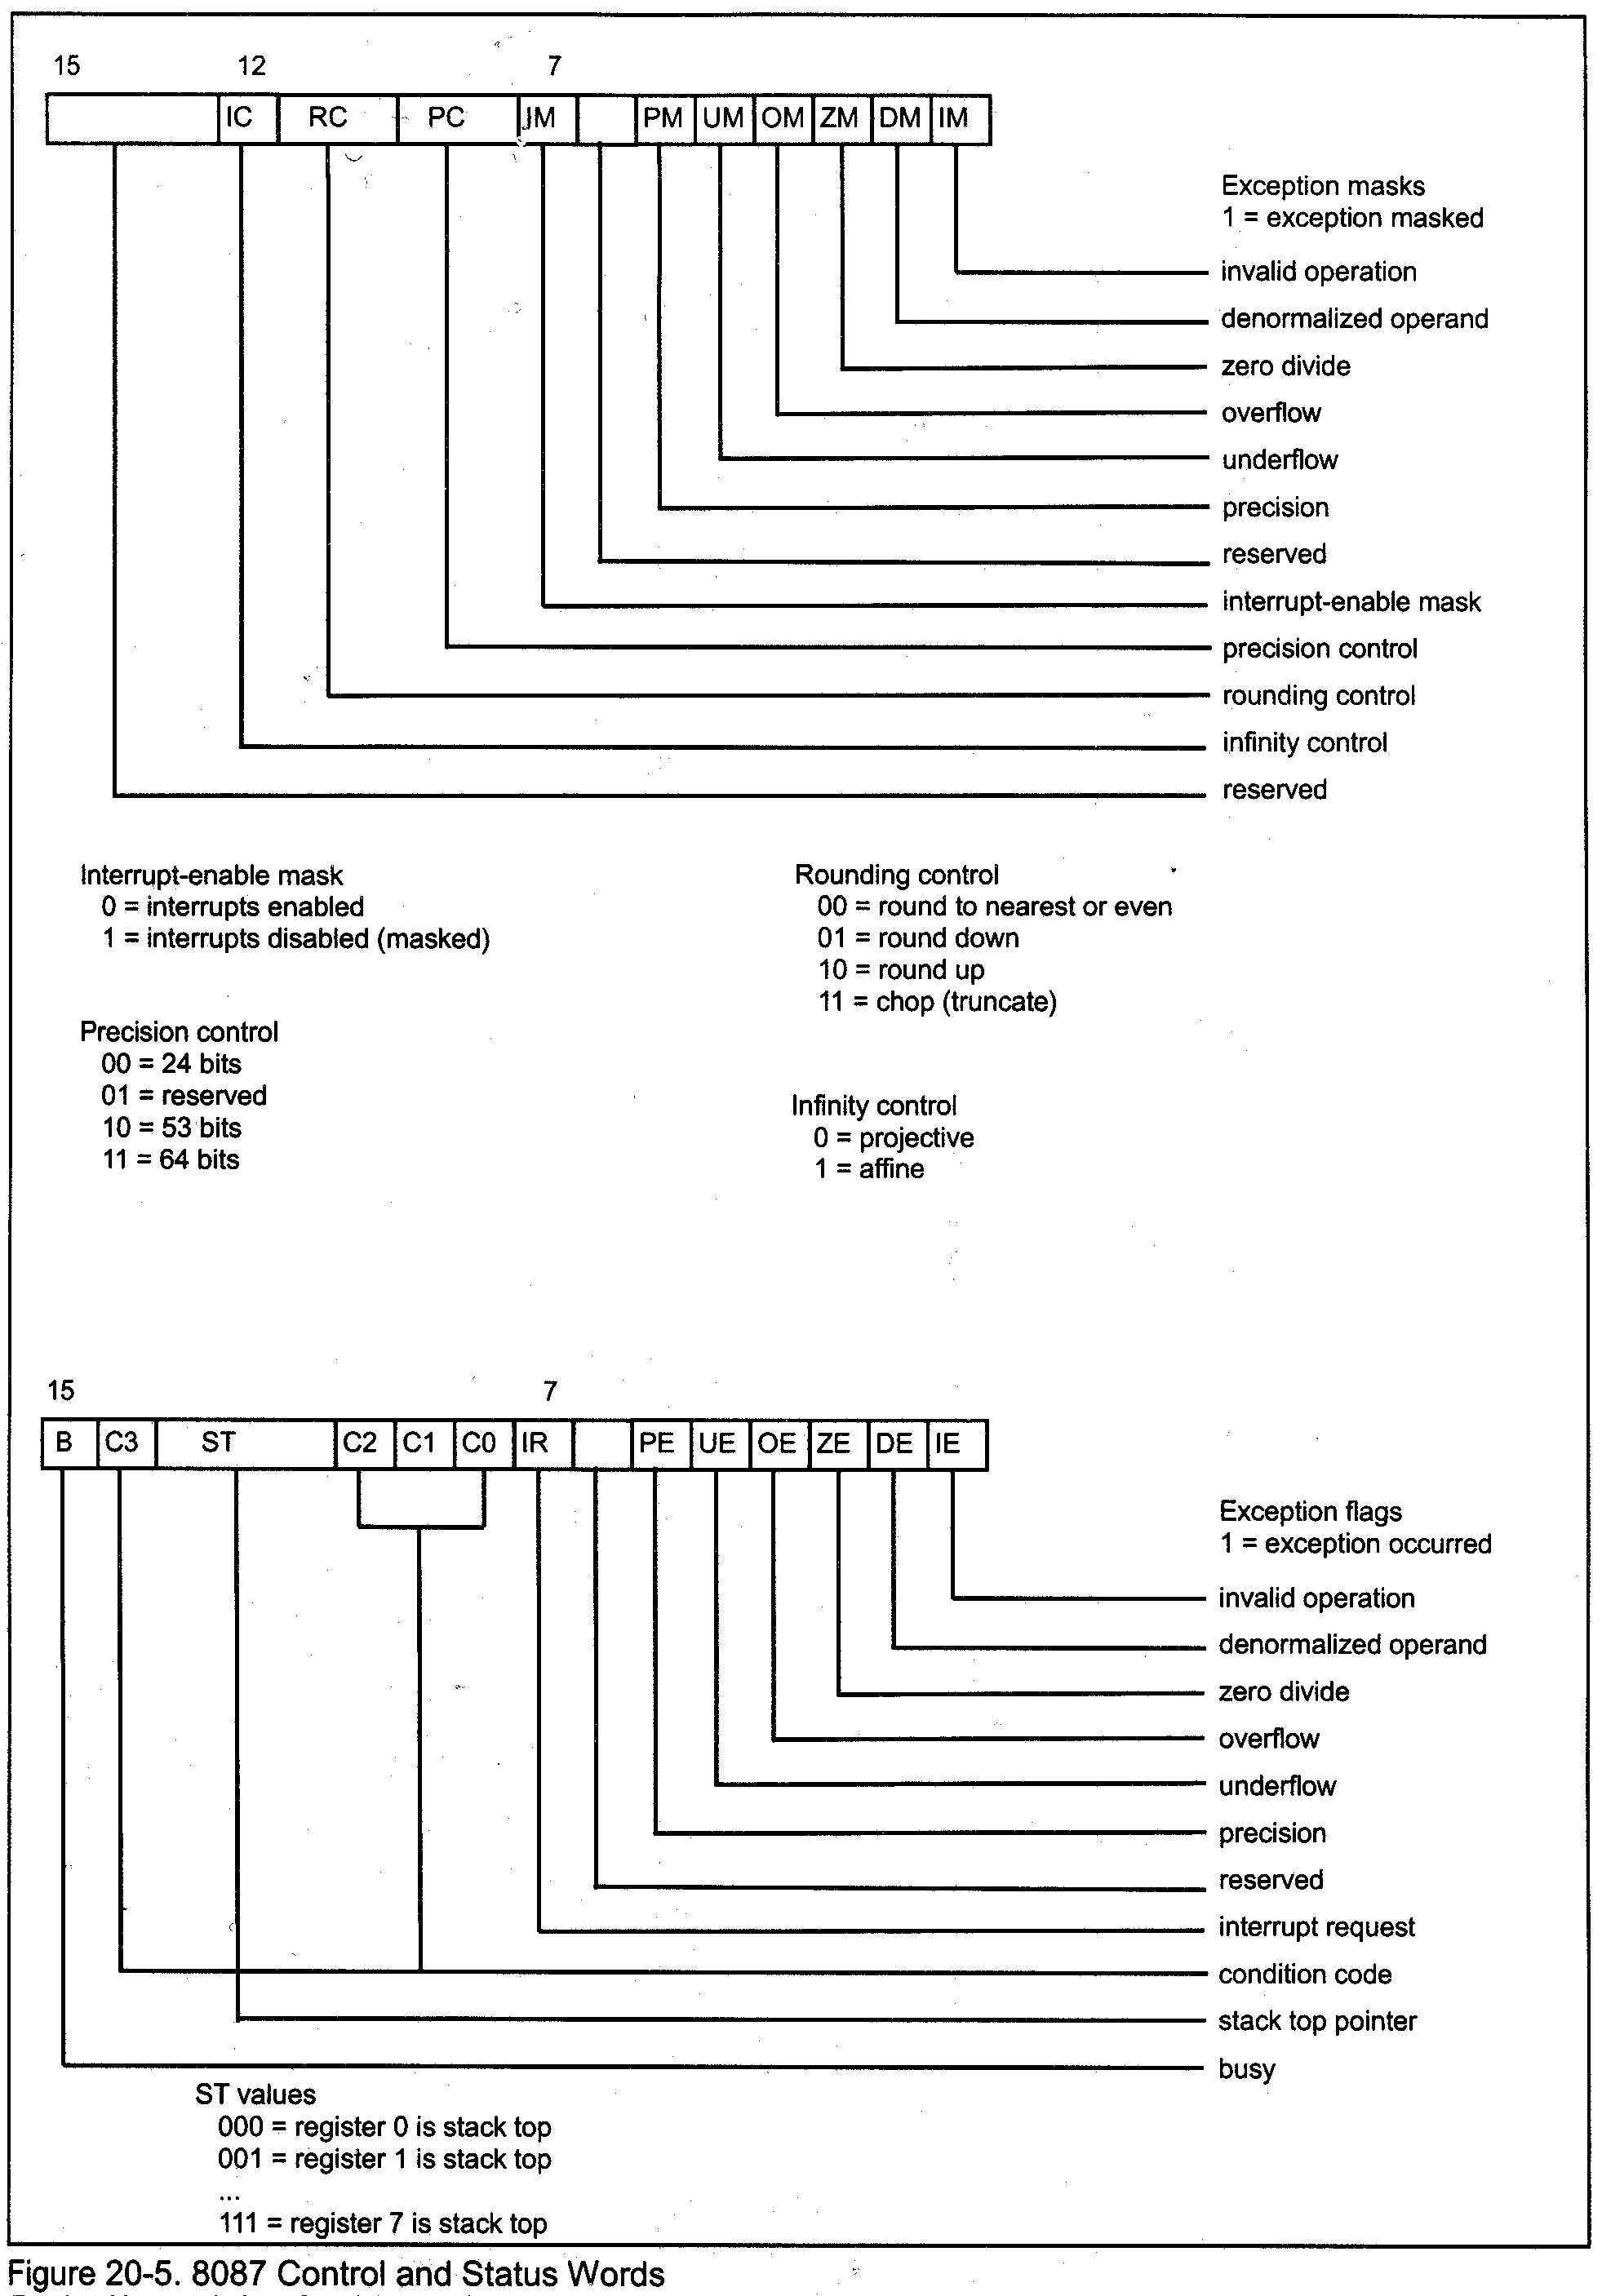 15 12 7
IC RC PC IM PM UM OM ZM DM IM
Exception masks
1 = exception masked
invalid operation
denormalized operand
zero divide
overflow
underflow
precision
reserved
interrupt-enable mask
precision control
rounding control
infinity control
reserved
Interrupt-enable mask
0 = interrupts enabled
1 = interrupts disabled (masked)
Precision control
00 = 24 bits
01 = reserved
10 = 53 bits
11 = 64 bits
Rounding control
00 = round to nearest or even
01 = round down
10 = round up
11 = chop (truncate)
Infinity control
0 = projective
1 = affine
15 7
B C3 ST C2 C1 C0 IR PE UE OE ZE DE IE
Exception flags
1 = exception occurred
invalid operation
denormalized operand
zero divide
overflow
underflow
precision
reserved
interrupt request
condition code
stack top pointer
busy
ST values
000 = register 0 is stack top
001 = register 1 is stack top
...
111 = register 7 is stack top
Figure 20-5. 8087 Control and Status Words